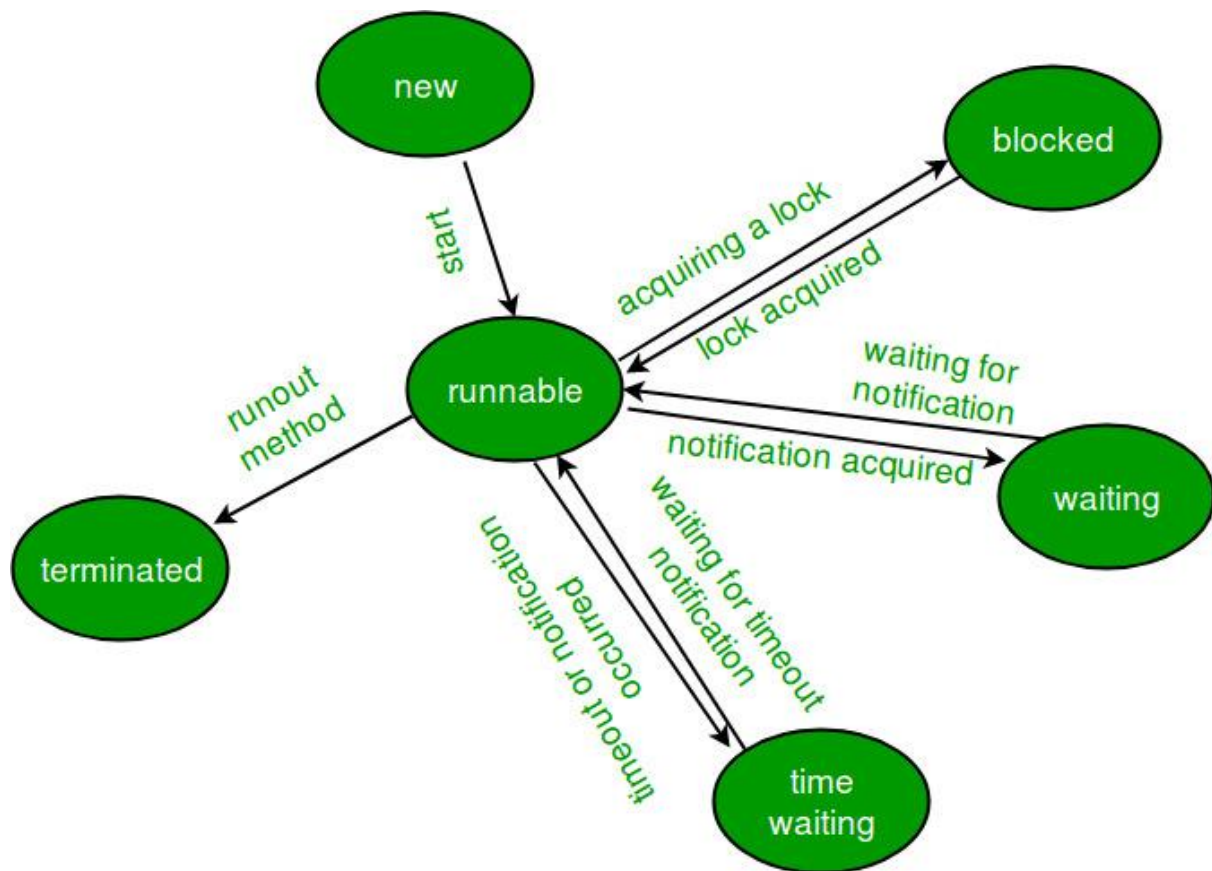 new
blocked
start
acquiring a lock
lock acquired
waiting for
notification
runnable
runout
method
notification acquired
waiting
waiting for timeout
notification
timeout or notification
occurred
terminated
time
waiting